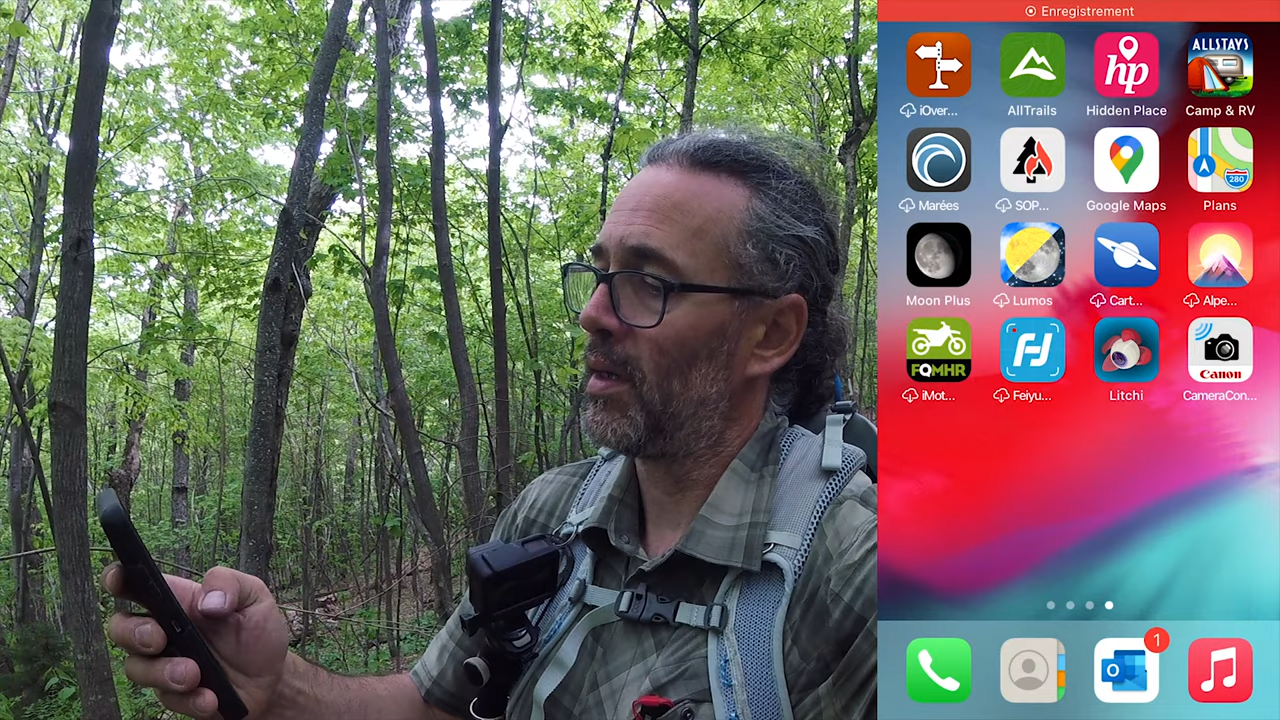 Enregistrement
ALLSTAYS
hp
iOver...
AllTrails
Hidden Place
Camp & RV
280
Marées
SOP...
Google Maps
Plans
Moon Plus
Lumos
Cart...
Alpe...
FQMHR
Canon
iMot...
Feiyu...
Litchi
CameraCon...
1
O